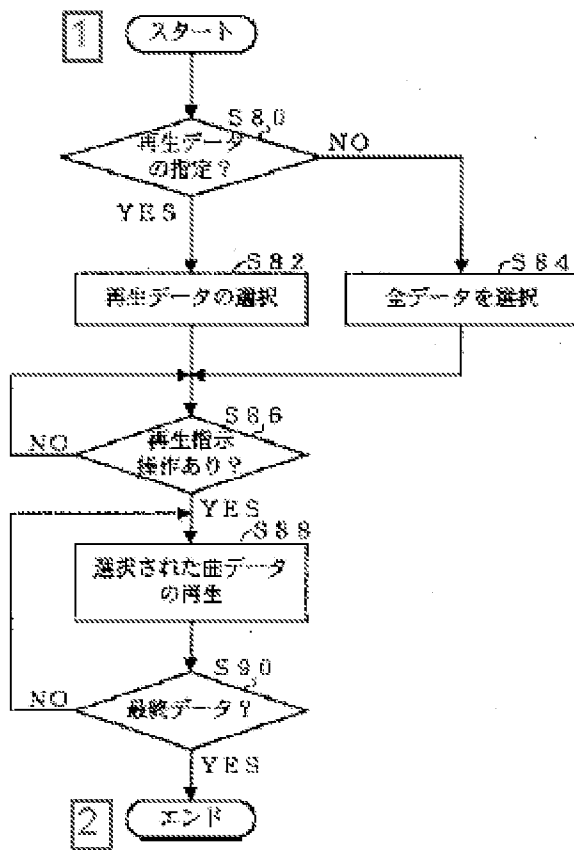 1
スタート
S80
再生データ
の指定?
NO
YES
S82
再生データの選択
S84
全データを選択
S86
再生指示
操作あり?
NO
YES
S88
選択された曲データ
の再生
S90
最終データ?
NO
YES
2
エンド